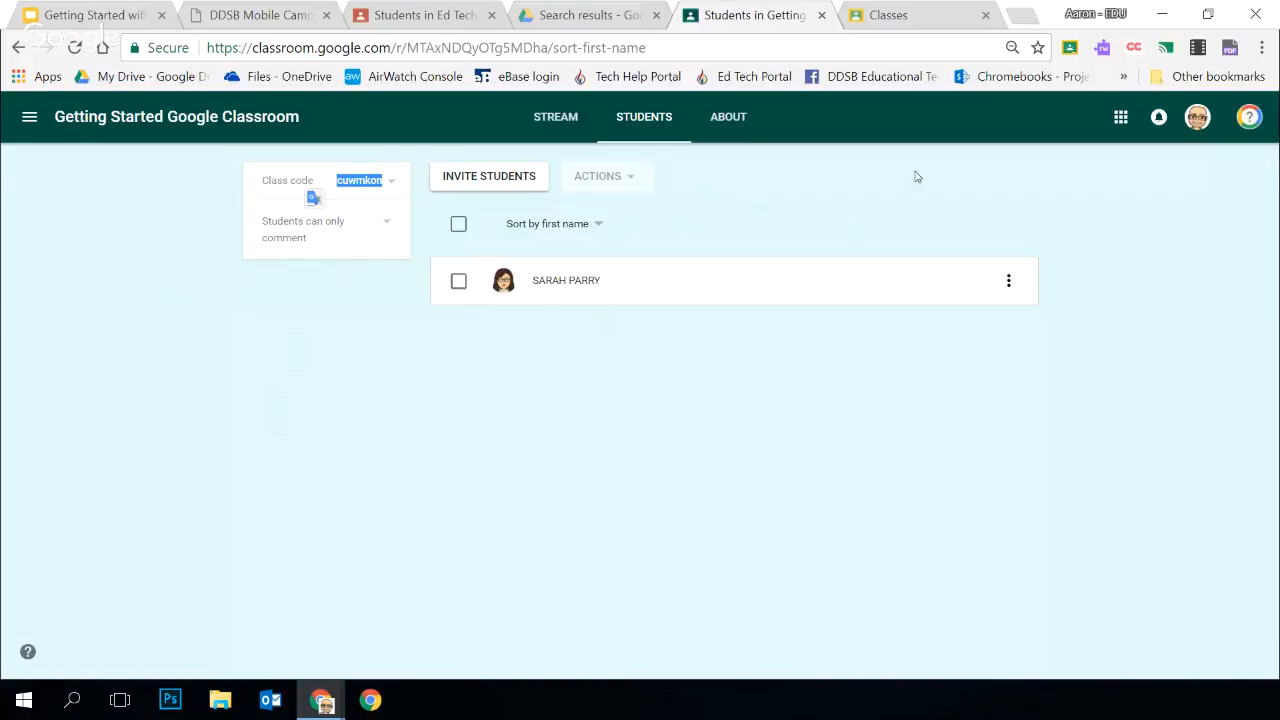 Getting Started with
DDSB Mobile Camp
Students in Ed Tech
Search results - Goo
Students in Getting
Classes
Aaron - EDU
Google
Secure
https://classroom.google.com/r/MTAxNDQyOTg5MDha/sort-first-name
Apps
My Drive - Google D
Files - OneDrive
AirWatch Console
eBase login
Tech Help Portal
Ed Tech Portal
DDSB Educational Te
Chromebooks - Proje
»
Other bookmarks
Getting Started Google Classroom
STREAM
STUDENTS
ABOUT
Class code
cuwmkon
Students can only
comment
INVITE STUDENTS
ACTIONS
Sort by first name
SARAH PARRY